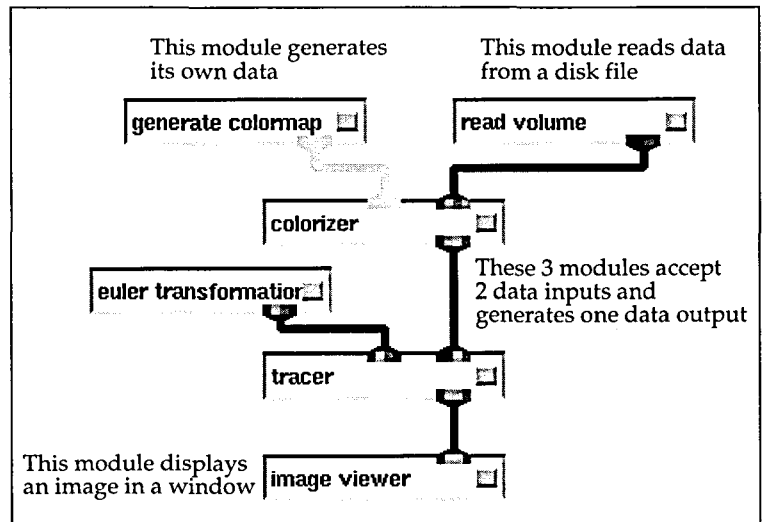 This module generates
its own data
This module reads data
from a disk file
generate colormap
read volume
colorizer
These 3 modules accept
2 data inputs and
generates one data output
euler transformation
tracer
This module displays
an image in a window
image viewer